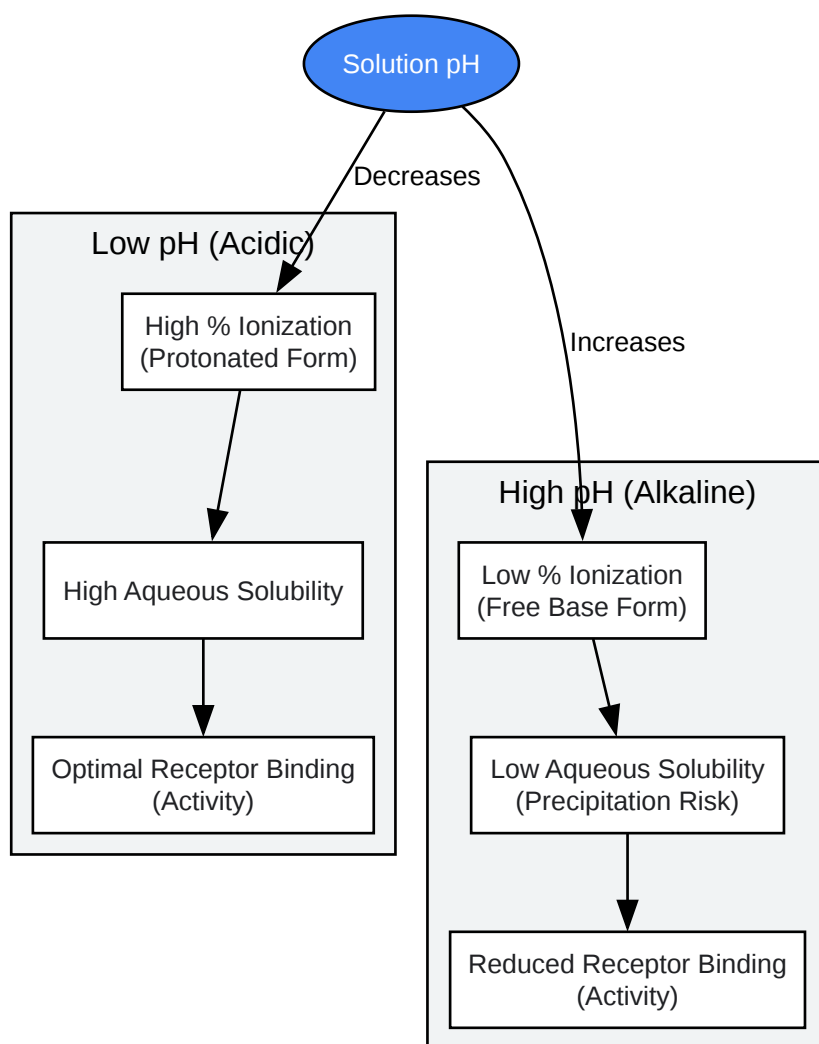 Solution pH
Decreases
Low pH (Acidic)
High % Ionization
(Protonated Form)
High Aqueous Solubility
Optimal Receptor Binding
(Activity)
Increases
High pH (Alkaline)
Low % Ionization
(Free Base Form)
Low Aqueous Solubility
(Precipitation Risk)
Reduced Receptor Binding
(Activity)